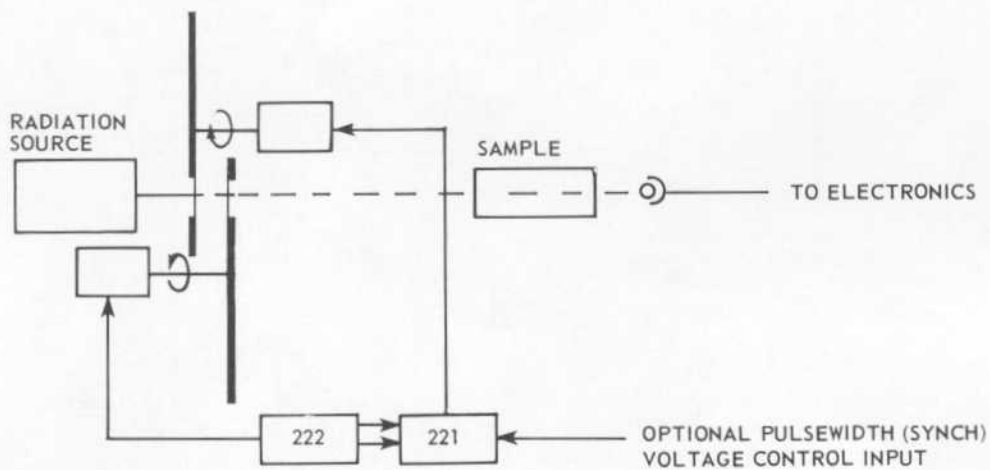 RADIATION
SOURCE
SAMPLE
TO ELECTRONICS
222
221
OPTIONAL PULSEWIDTH (SYNCH)
VOLTAGE CONTROL INPUT